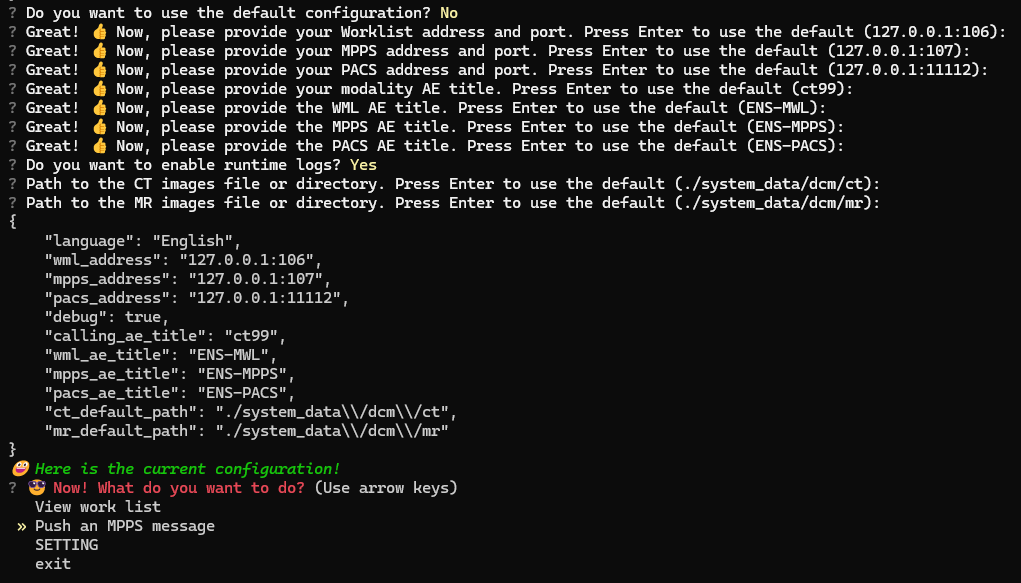 ? Do you want to use the default configuration? No
? Great! 👍 Now, please provide your Worklist address and port. Press Enter to use the default (127.0.0.1:106):
? Great! 👍 Now, please provide your MPPS address and port. Press Enter to use the default (127.0.0.1:107):
? Great! 👍 Now, please provide your PACS address and port. Press Enter to use the default (127.0.0.1:11112):
? Great! 👍 Now, please provide your modality AE title. Press Enter to use the default (ct99):
? Great! 👍 Now, please provide the WML AE title. Press Enter to use the default (ENS-MWL):
? Great! 👍 Now, please provide the MPPS AE title. Press Enter to use the default (ENS-MPPS):
? Great! 👍 Now, please provide the PACS AE title. Press Enter to use the default (ENS-PACS):
? Do you want to enable runtime logs? Yes
? Path to the CT images file or directory. Press Enter to use the default (./system_data/dcm/ct):
? Path to the MR images file or directory. Press Enter to use the default (./system_data/dcm/mr):
{
    "language": "English",
    "wml_address": "127.0.0.1:106",
    "mpps_address": "127.0.0.1:107",
    "pacs_address": "127.0.0.1:11112",
    "debug": true,
    "calling_ae_title": "ct99",
    "wml_ae_title": "ENS-MWL",
    "mpps_ae_title": "ENS-MPPS",
    "pacs_ae_title": "ENS-PACS",
    "ct_default_path": "./system_data\\/dcm\\/ct",
    "mr_default_path": "./system_data\\/dcm\\/mr"
}
🤪 Here is the current configuration!
? 😎 Now! What do you want to do? (Use arrow keys)
   View work list
 » Push an MPPS message
   SETTING
   exit